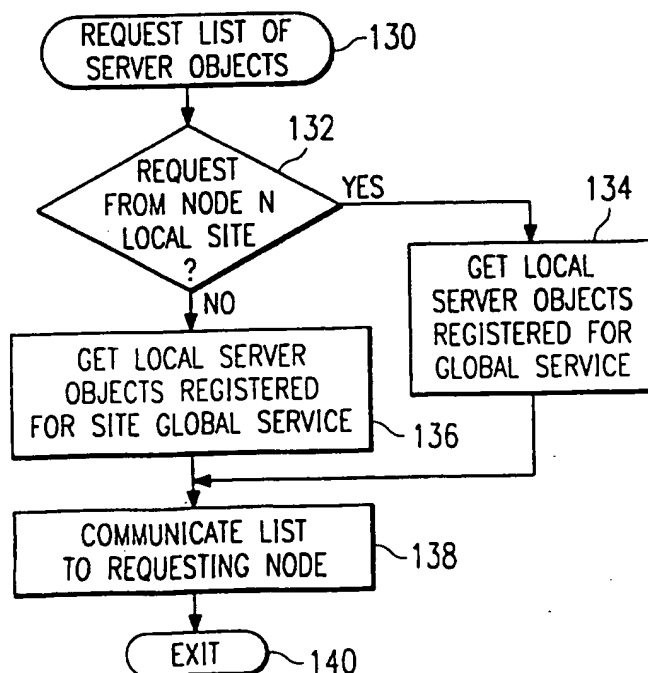 REQUEST LIST OF
SERVER OBJECTS
130
132
REQUEST
FROM NODE N
LOCAL SITE
?
YES
134
GET LOCAL
SERVER OBJECTS
REGISTERED FOR
GLOBAL SERVICE
NO
GET LOCAL SERVER
OBJECTS REGISTERED
FOR SITE GLOBAL SERVICE
136
COMMUNICATE LIST
TO REQUESTING NODE
138
EXIT
140